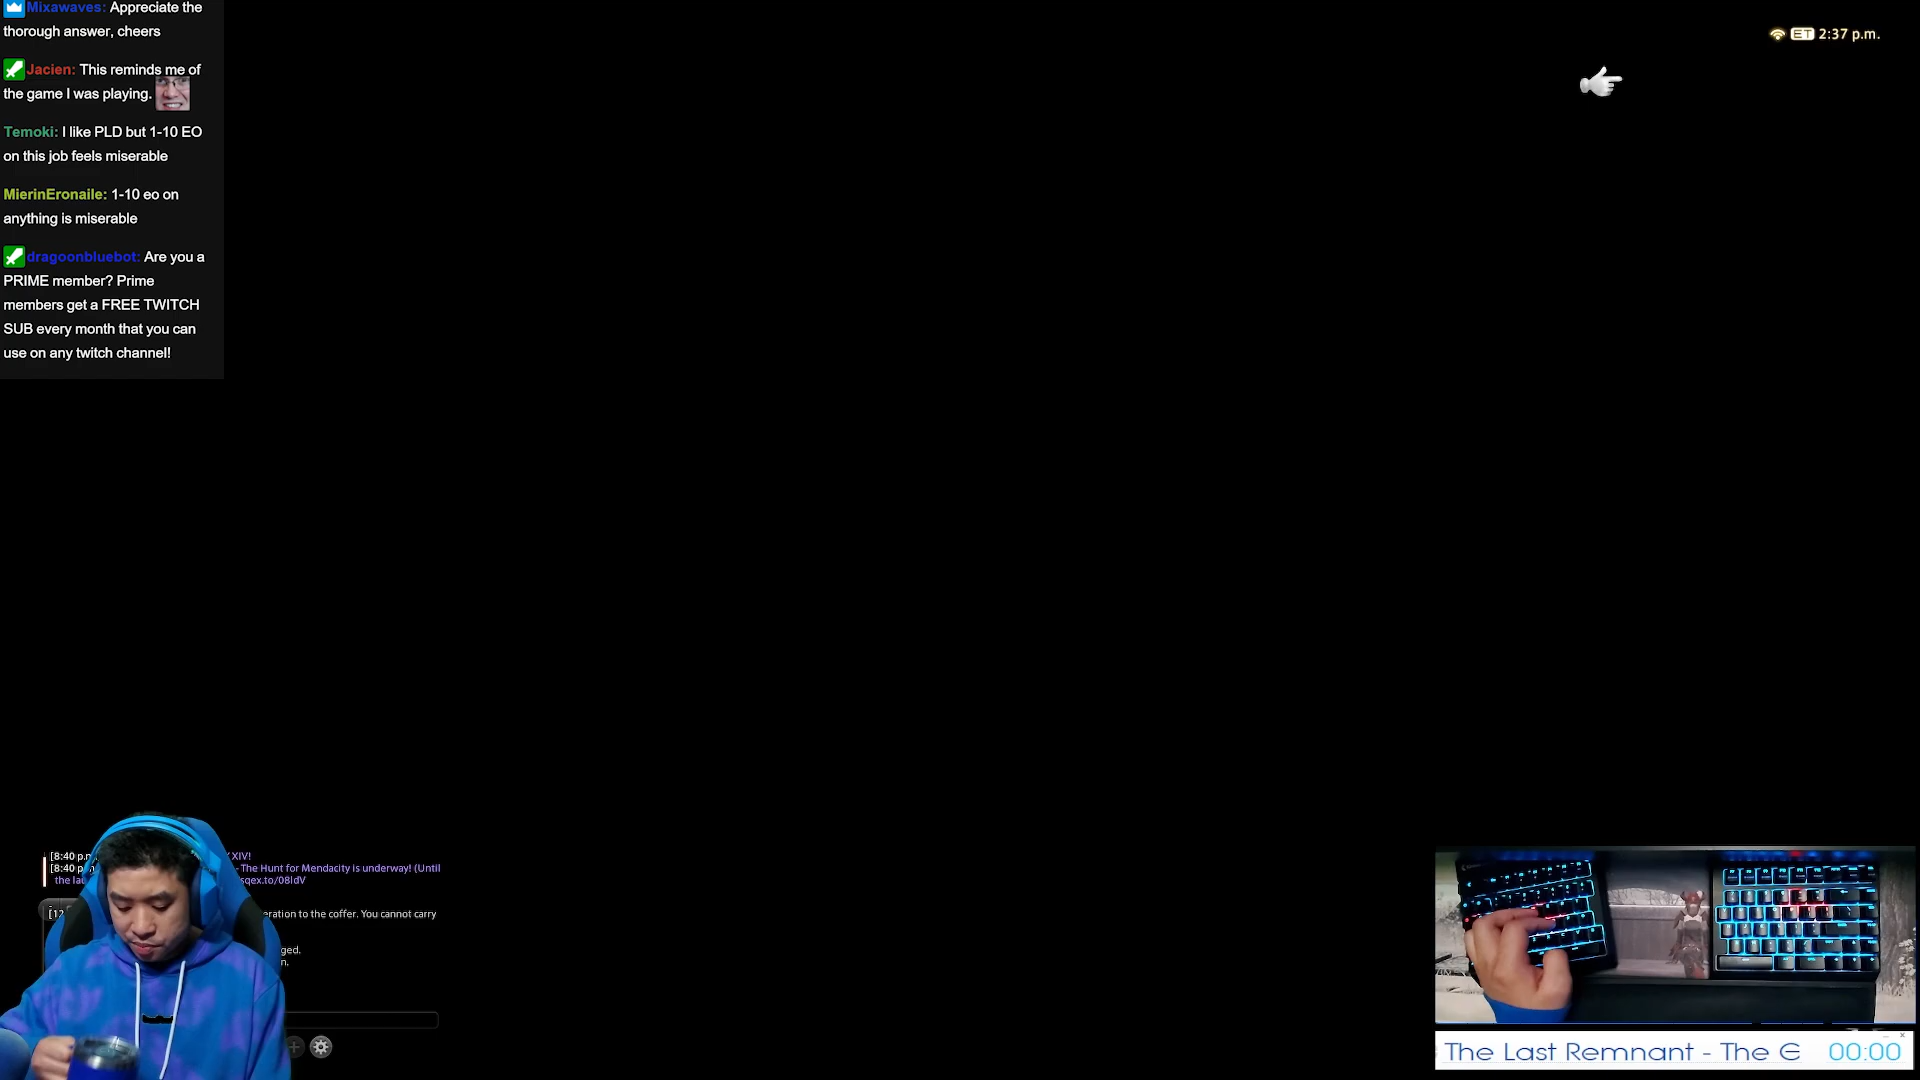 Mixawaves: Appreciate the
thorough answer, cheers
Jacien: This reminds me of
the game I was playing.
Temoki: I like PLD but 1-10 EO
on this job feels miserable
MierinEronaile: 1-10 eo on
anything is miserable
dragoonbluebot: Are you a
PRIME member? Prime
members get a FREE TWITCH
SUB every month that you can
use on any twitch channel!
ET 2:37 p.m.
[8:40 p.m XIV!
[8:40 p.m - The Hunt for Mendacity is underway! (Until
the
[12 eration to the coffer. You cannot carry
ged.
n.
The Last Remnant - The 00:00